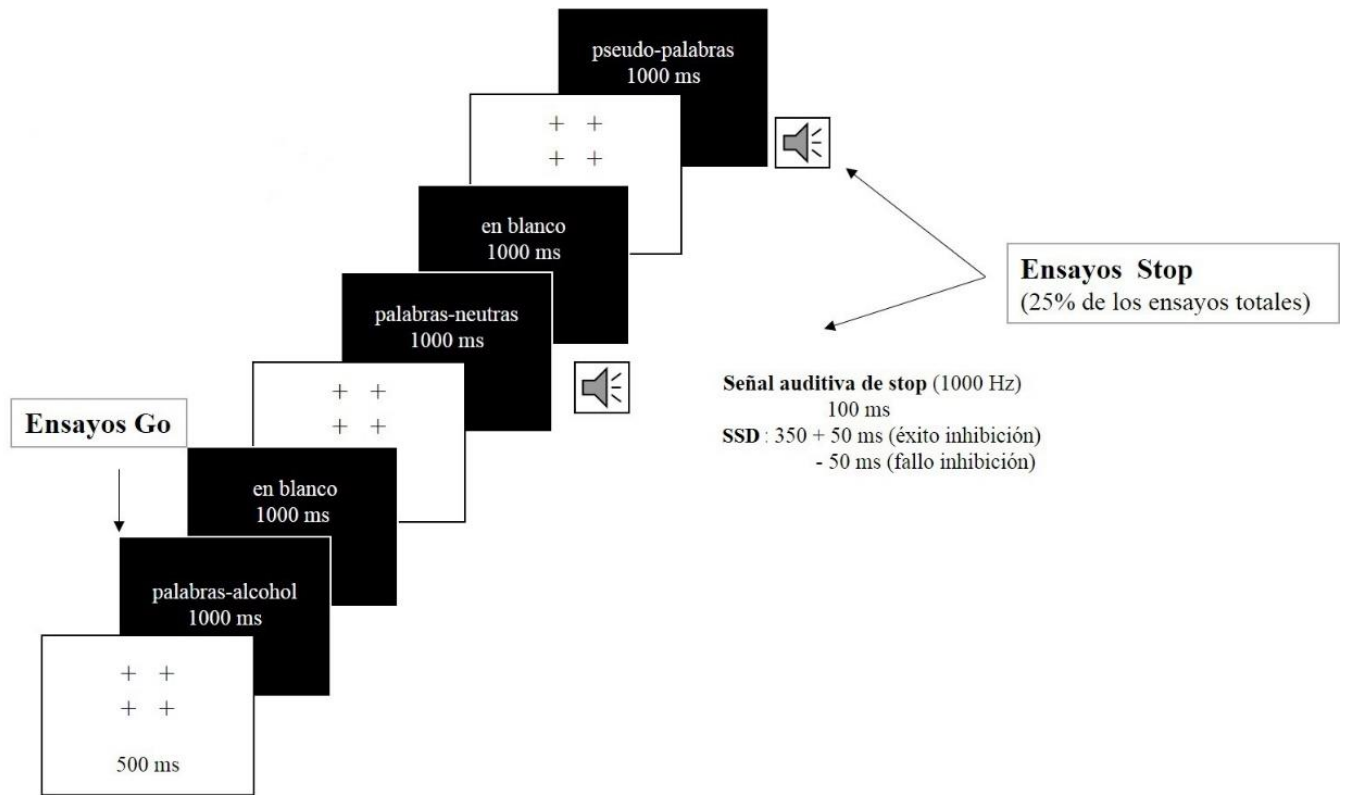 pseudo-palabras
1000 ms
en blanco
1000 ms
Ensayos Stop
(25% de los ensayos totales)
palabras-neutras
1000 ms
Señal auditiva de stop (1000 Hz)
100 ms
SSD : 350 + 50 ms (éxito inhibición)
- 50 ms (fallo inhibición)
Ensayos Go
en blanco
1000 ms
palabras-alcohol
1000 ms
500 ms